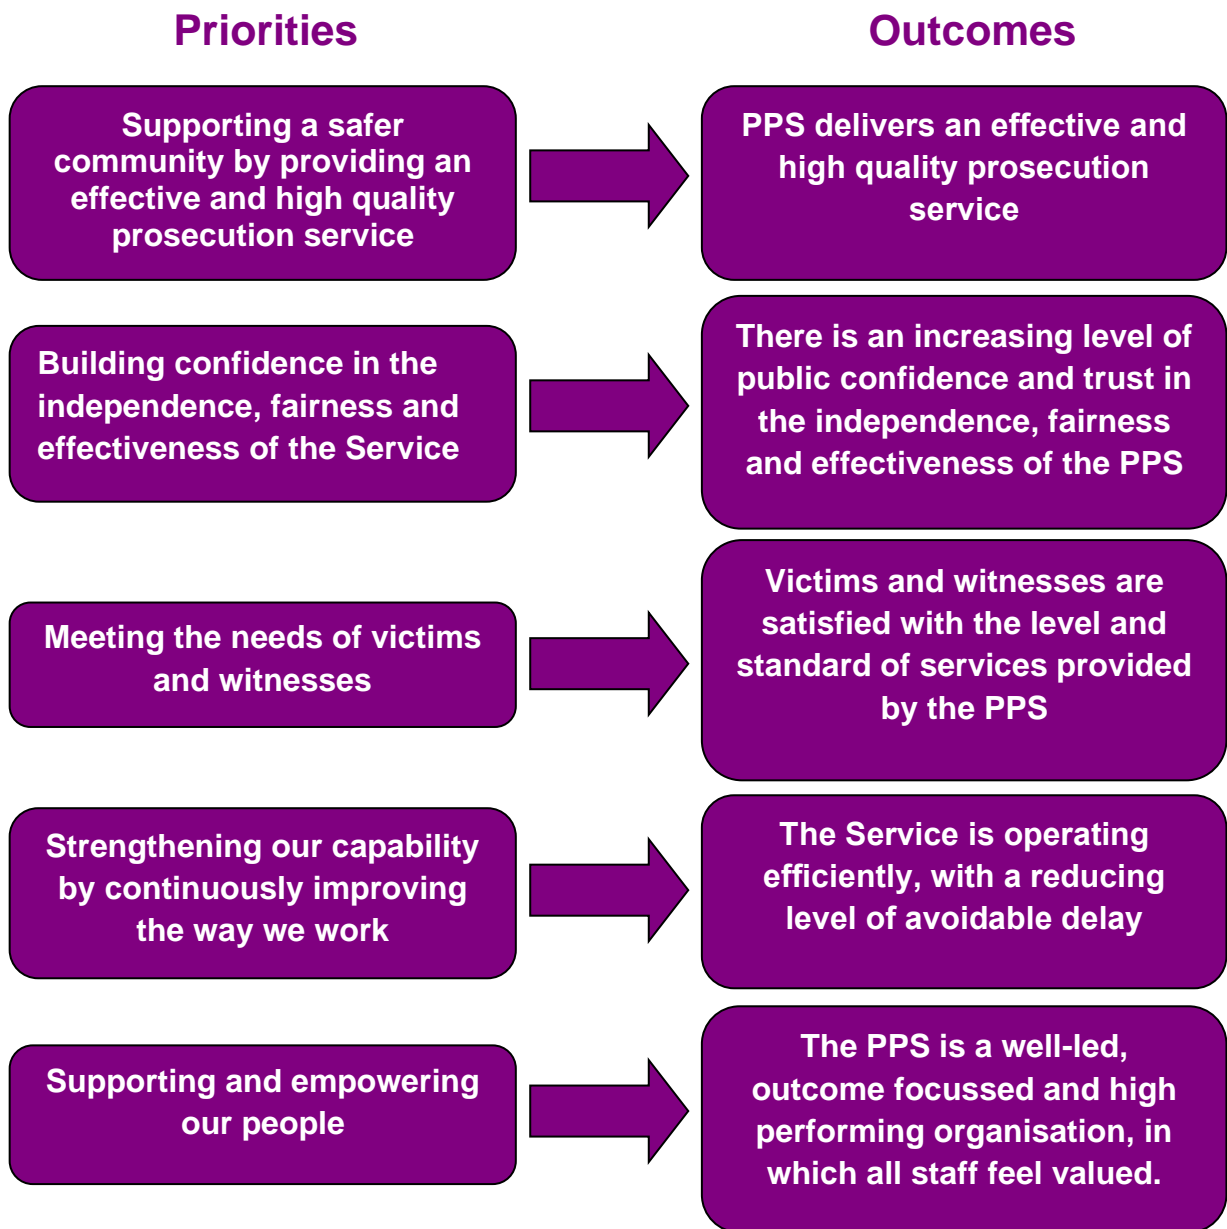 Priorities
Outcomes
Supporting a safer
community by providing an
effective and high quality
prosecution service
PPS delivers an effective and
high quality prosecution
service
Building confidence in the
independence, fairness and
effectiveness of the Service
There is an increasing level of
public confidence and trust in
the independence, fairness
and effectiveness of the PPS
Meeting the needs of victims
and witnesses
Victims and witnesses are
satisfied with the level and
standard of services provided
by the PPS
Strengthening our capability
by continuously improving
the way we work
The Service is operating
efficiently, with a reducing
level of avoidable delay
Supporting and empowering
our people
The PPS is a well-led,
outcome focussed and high
performing organisation, in
which all staff feel valued.